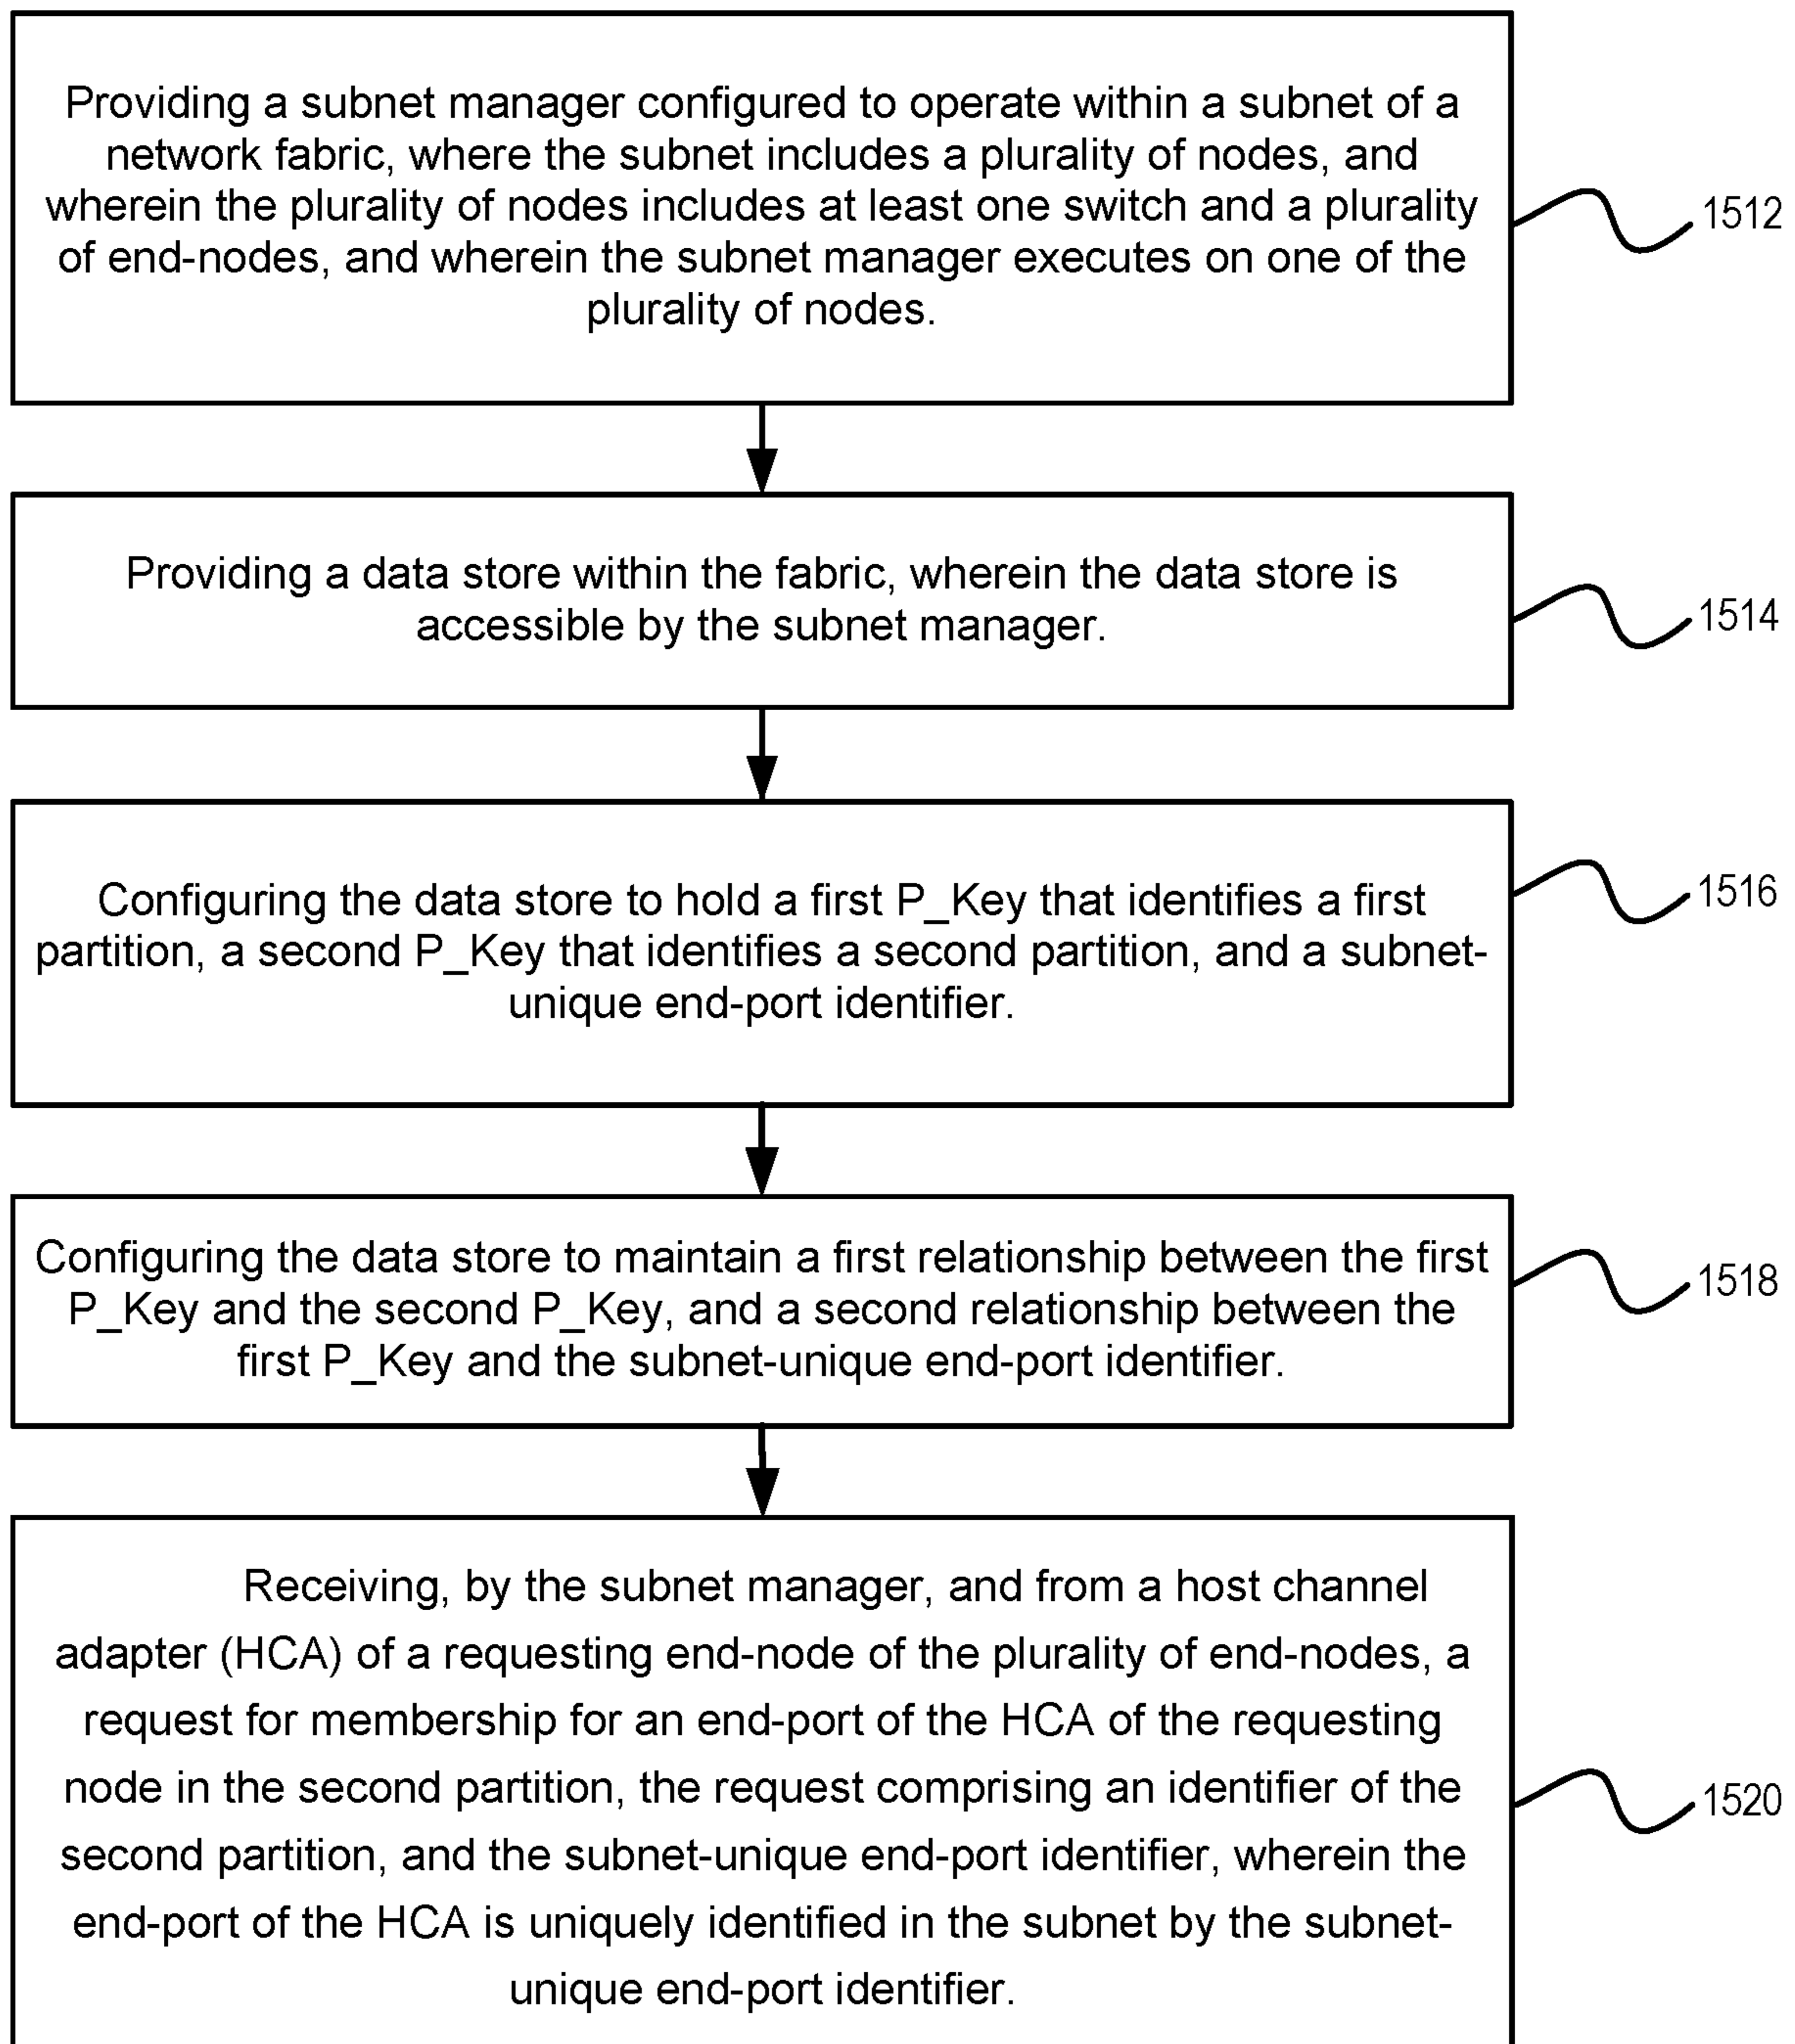 Providing a subnet manager configured to operate within a subnet of a
network fabric, where the subnet includes a plurality of nodes, and
wherein the plurality of nodes includes at least one switch and a plurality
of end-nodes, and wherein the subnet manager executes on one of the
plurality of nodes.
1512
Providing a data store within the fabric, wherein the data store is
accessible by the subnet manager.
1514
Configuring the data store to hold a first P_Key that identifies a first
partition, a second P_Key that identifies a second partition, and a subnet-
unique end-port identifier.
1516
Configuring the data store to maintain a first relationship between the first
P_Key and the second P_Key, and a second relationship between the
first P_Key and the subnet-unique end-port identifier.
1518
Receiving, by the subnet manager, and from a host channel
adapter (HCA) of a requesting end-node of the plurality of end-nodes, a
request for membership for an end-port of the HCA of the requesting
node in the second partition, the request comprising an identifier of the
second partition, and the subnet-unique end-port identifier, wherein the
end-port of the HCA is uniquely identified in the subnet by the subnet-
unique end-port identifier.
1520